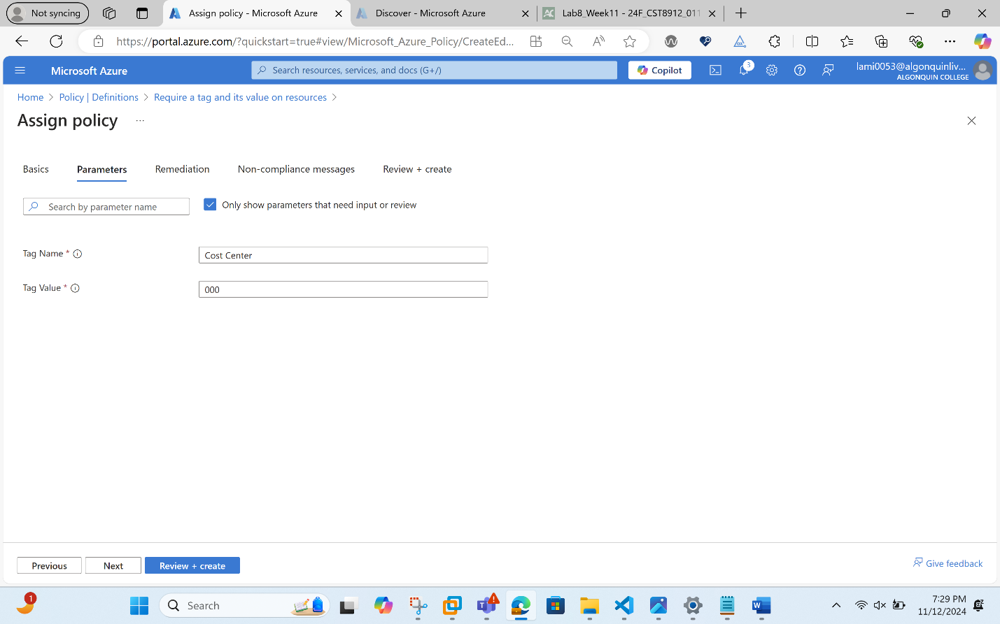 Not syncing
Assign policy - Microsoft Azure
Discover - Microsoft Azure
Lab8_Week11 - 24F_CST8912_011
https://portal.azure.com/?quickstart=true#view/Microsoft_Azure_Policy/CreateEd...
Microsoft Azure
Search resources, services, and docs (G+/)
Copilot
3
lami0053@algonquinliv...
ALGONQUIN COLLEGE
Home > Policy | Definitions > Require a tag and its value on resources >
Assign policy ...
Basics
Parameters
Remediation
Non-compliance messages
Review + create
Search by parameter name
Only show parameters that need input or review
Tag Name *
Cost Center
Tag Value *
000
Previous
Next
Review + create
Give feedback
1
Search
7:29 PM
11/12/2024